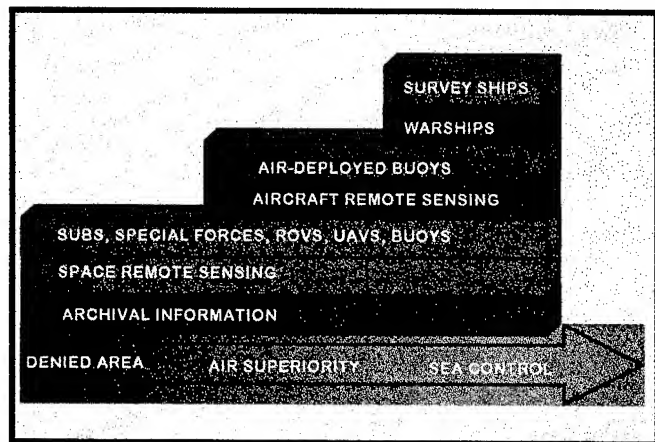 SURVEY SHIPS
WARSHIPS
AIR-DEPLOYED BUOYS
AIRCRAFT REMOTE SENSING
SUBS, SPECIAL FORCES, ROVS, UAVS, BUOYS
SPACE REMOTE SENSING
ARCHIVAL INFORMATION
DENIED AREA AIR SUPERIORITY SEA CONTROL